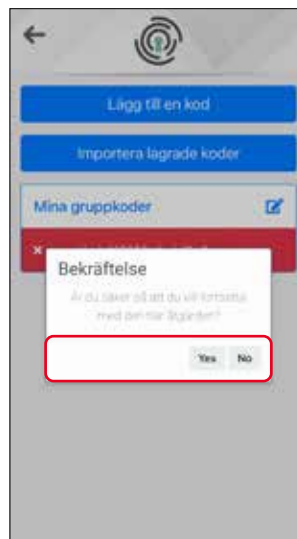 Lägg till en kod
Importera lagrade koder
Mina gruppkoder
×
Bekräftelse
Är du säker på att du vill fortsätta
med den här åtgärden?
Yes No